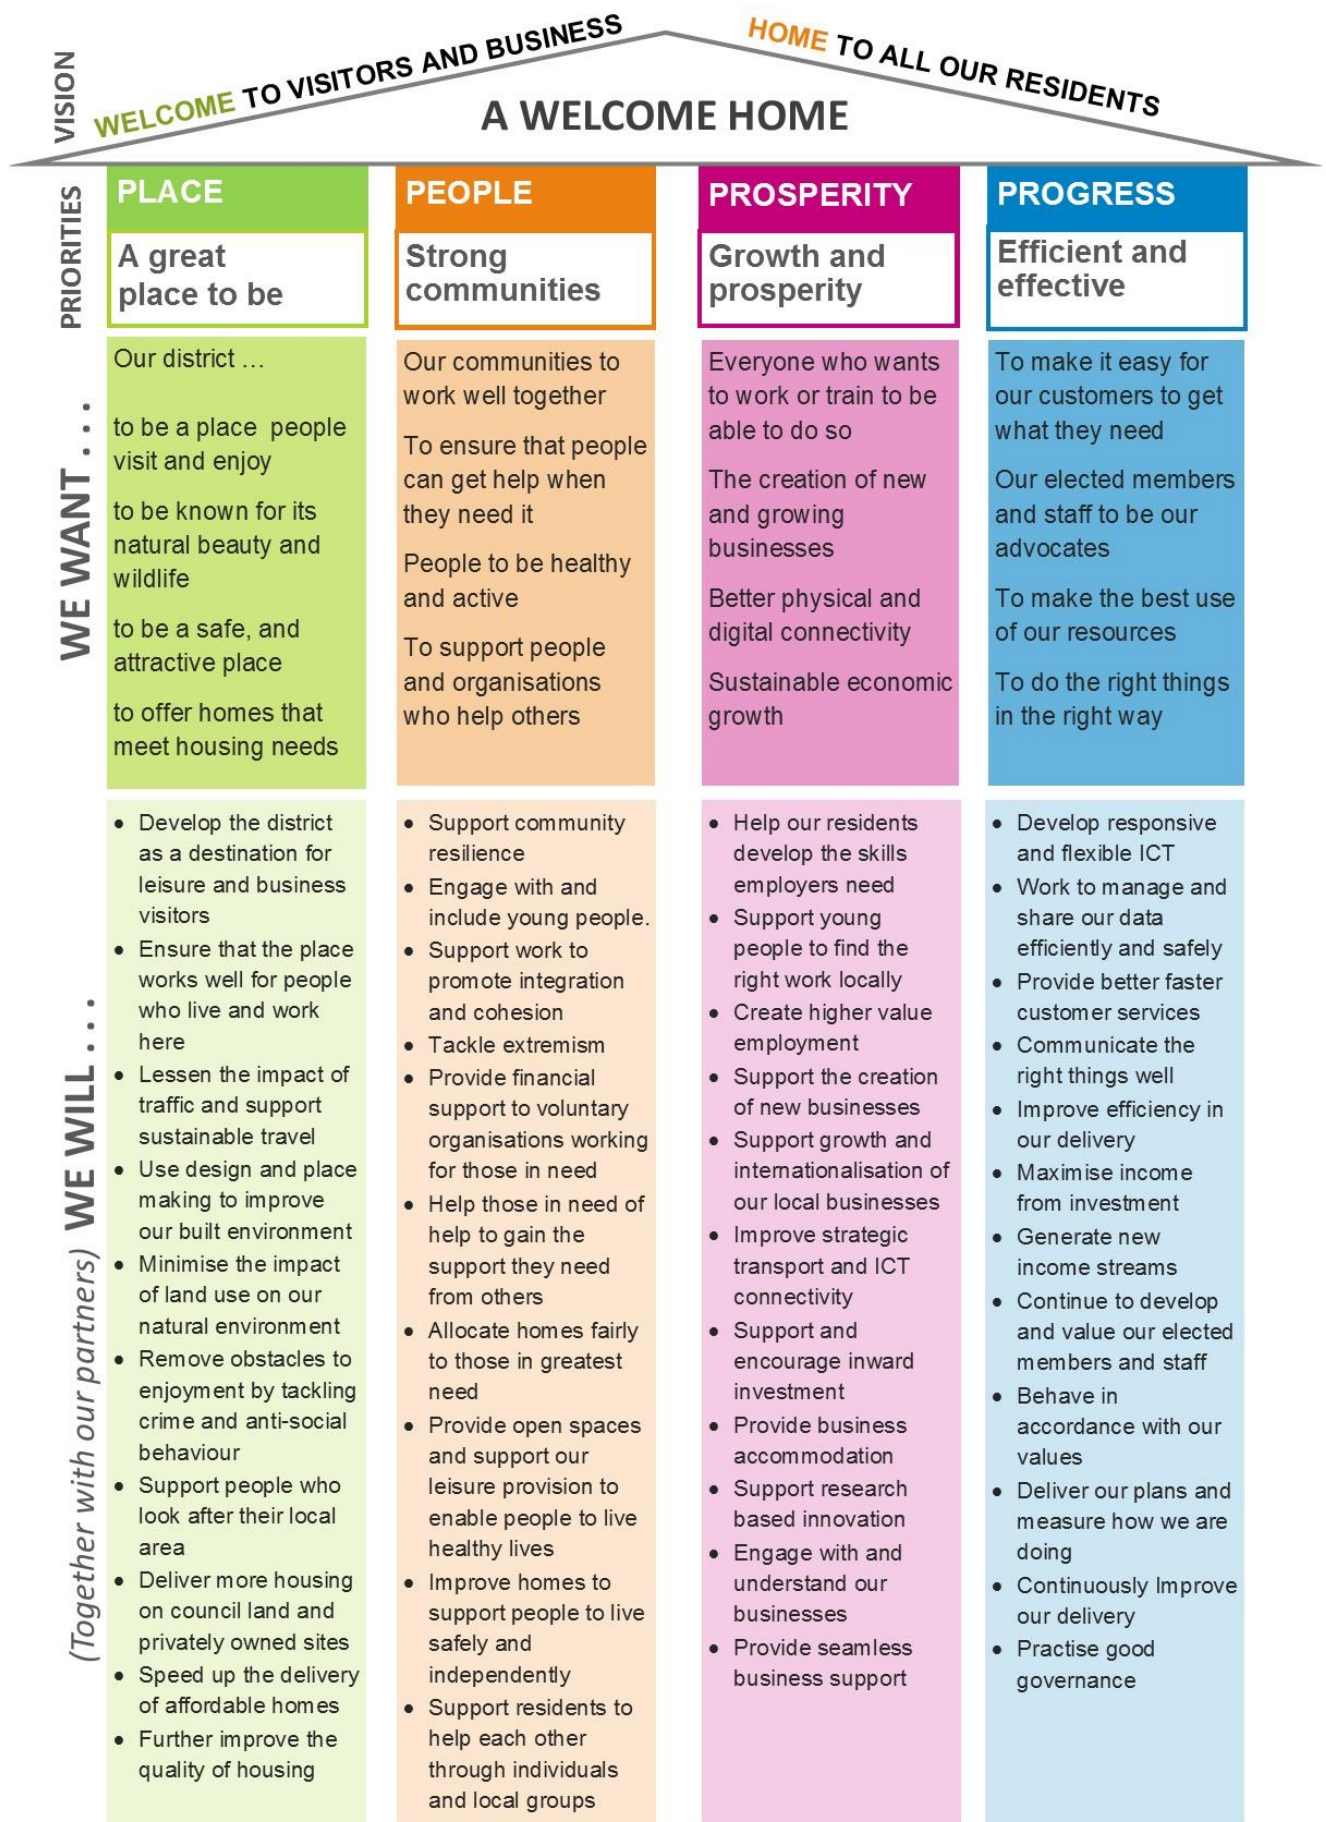 VISION
WELCOME TO VISITORS AND BUSINESS
HOME TO ALL OUR RESIDENTS
A WELCOME HOME
PRIORITIES
PLACE
A great
place to be
PEOPLE
Strong
communities
PROSPERITY
Growth and
prosperity
PROGRESS
Efficient and
effective
WE WANT . . .
Our district ...
to be a place people
visit and enjoy
to be known for its
natural beauty and
wildlife
to be a safe, and
attractive place
to offer homes that
meet housing needs
Our communities to
work well together
To ensure that people
can get help when
they need it
People to be healthy
and active
To support people
and organisations
who help others
Everyone who wants
to work or train to be
able to do so
The creation of new
and growing
businesses
Better physical and
digital connectivity
Sustainable economic
growth
To make it easy for
our customers to get
what they need
Our elected members
and staff to be our
advocates
To make the best use
of our resources
To do the right things
in the right way
(Together with our partners) WE WILL . . .
• Develop the district
as a destination for
leisure and business
visitors
• Ensure that the place
works well for people
who live and work
here
• Lessen the impact of
traffic and support
sustainable travel
• Use design and place
making to improve
our built environment
• Minimise the impact
of land use on our
natural environment
• Remove obstacles to
enjoyment by tackling
crime and anti-social
behaviour
• Support people who
look after their local
area
• Deliver more housing
on council land and
privately owned sites
• Speed up the delivery
of affordable homes
• Further improve the
quality of housing
• Support community
resilience
• Engage with and
include young people.
• Support work to
promote integration
and cohesion
• Tackle extremism
• Provide financial
support to voluntary
organisations working
for those in need
• Help those in need of
help to gain the
support they need
from others
• Allocate homes fairly
to those in greatest
need
• Provide open spaces
and support our
leisure provision to
enable people to live
healthy lives
• Improve homes to
support people to live
safely and
independently
• Support residents to
help each other
through individuals
and local groups
• Help our residents
develop the skills
employers need
• Support young
people to find the
right work locally
• Create higher value
employment
• Support the creation
of new businesses
• Support growth and
internationalisation of
our local businesses
• Improve strategic
transport and ICT
connectivity
• Support and
encourage inward
investment
• Provide business
accommodation
• Support research
based innovation
• Engage with and
understand our
businesses
• Provide seamless
business support
• Develop responsive
and flexible ICT
• Work to manage and
share our data
efficiently and safely
• Provide better faster
customer services
• Communicate the
right things well
• Improve efficiency in
our delivery
• Maximise income
from investment
• Generate new
income streams
• Continue to develop
and value our elected
members and staff
• Behave in
accordance with our
values
• Deliver our plans and
measure how we are
doing
• Continuously Improve
our delivery
• Practise good
governance